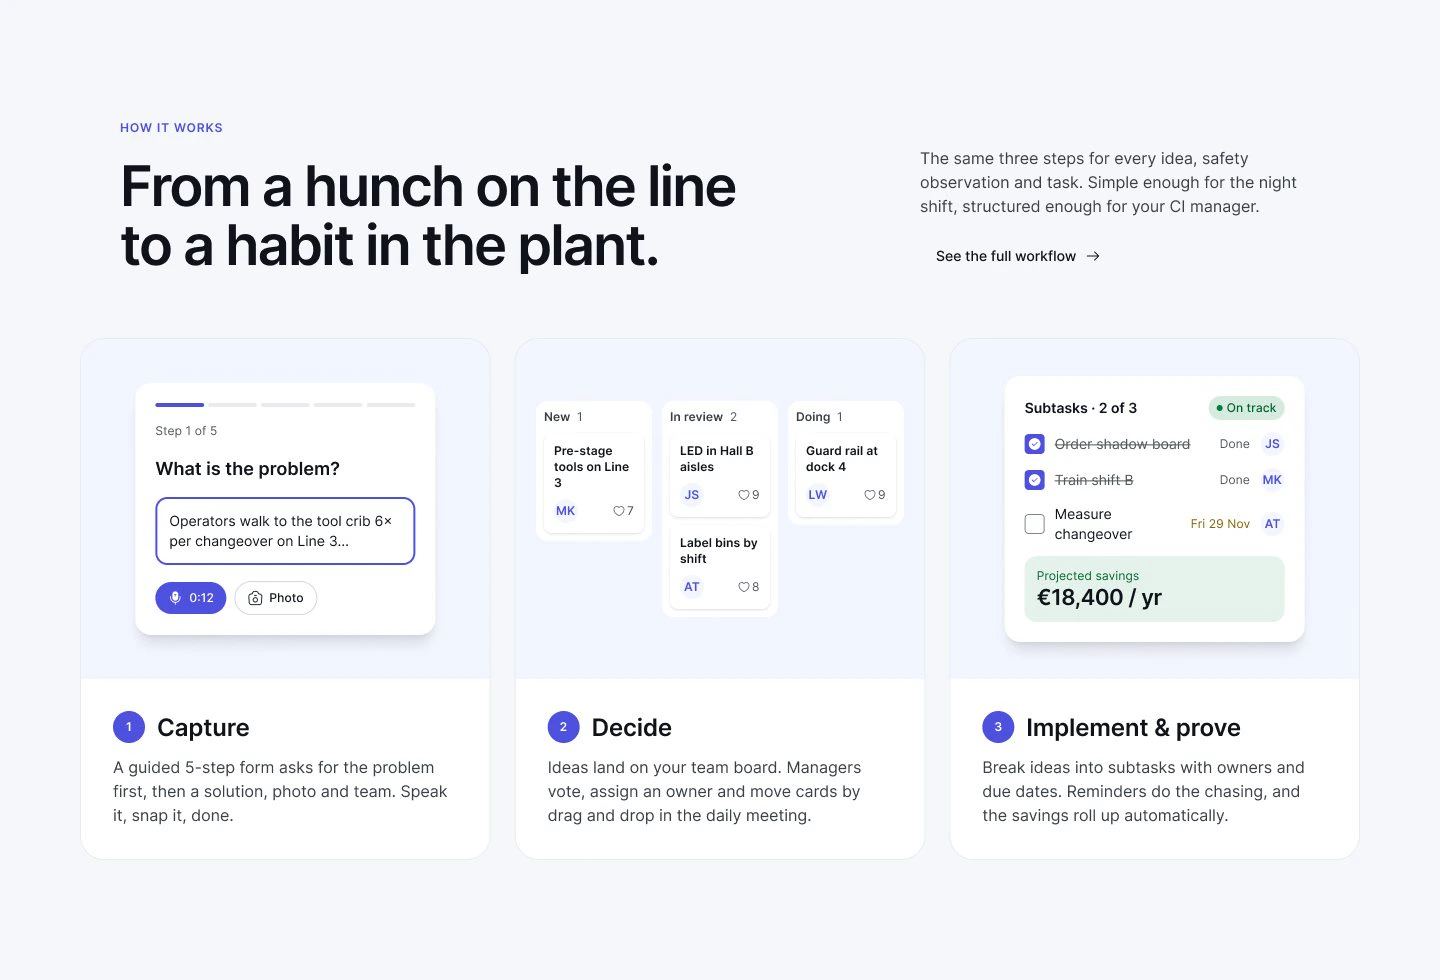 HOW IT WORKS
From a hunch on the line
to a habit in the plant.
The same three steps for every idea, safety
observation and task. Simple enough for the night
shift, structured enough for your CI manager.
See the full workflow →
Step 1 of 5
What is the problem?
Operators walk to the tool crib 6×
per changeover on Line 3...
0:12
Photo
New 1
Pre-stage
tools on Line
3
MK
7
In review 2
LED in Hall B
aisles
JS
9
Label bins by
shift
AT
8
Doing 1
Guard rail at
dock 4
LW
9
Subtasks · 2 of 3
On track
Order shadow board Done JS
Train shift B Done MK
Measure
changeover
Fri 29 Nov AT
Projected savings
€18,400 / yr
1 Capture
A guided 5-step form asks for the problem
first, then a solution, photo and team. Speak
it, snap it, done.
2 Decide
Ideas land on your team board. Managers
vote, assign an owner and move cards by
drag and drop in the daily meeting.
3 Implement & prove
Break ideas into subtasks with owners and
due dates. Reminders do the chasing, and
the savings roll up automatically.